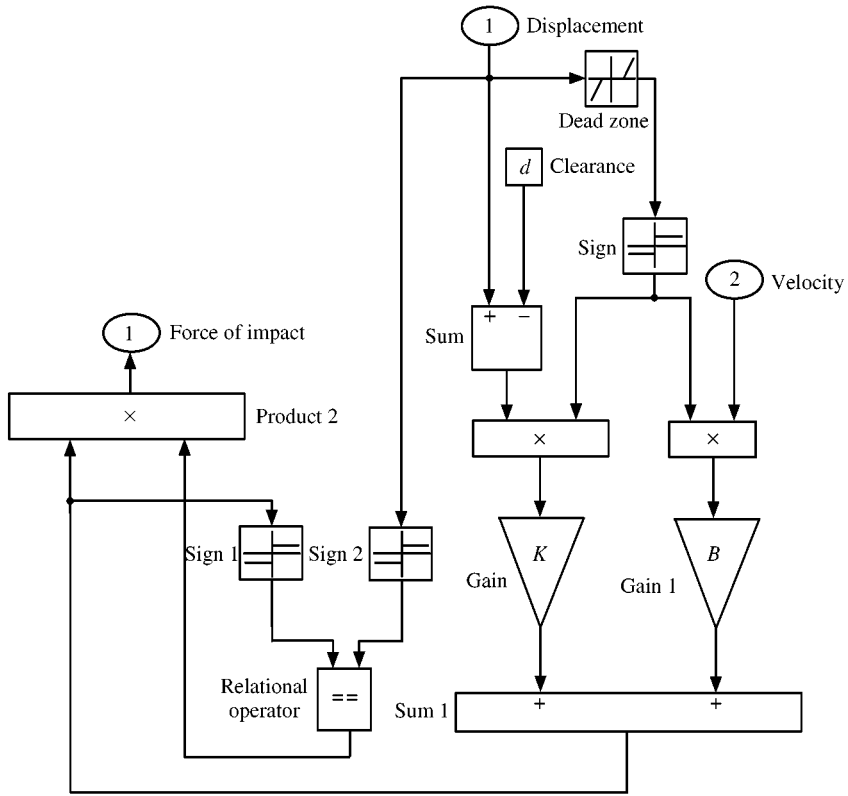 1 Displacement
Dead zone
d Clearance
Sign
2 Velocity
+ −
Sum
1 Force of impact
× Product 2
×
×
Sign 1
Sign 2
K
B
Gain
Gain 1
Relational
operator
==
Sum 1
+ +